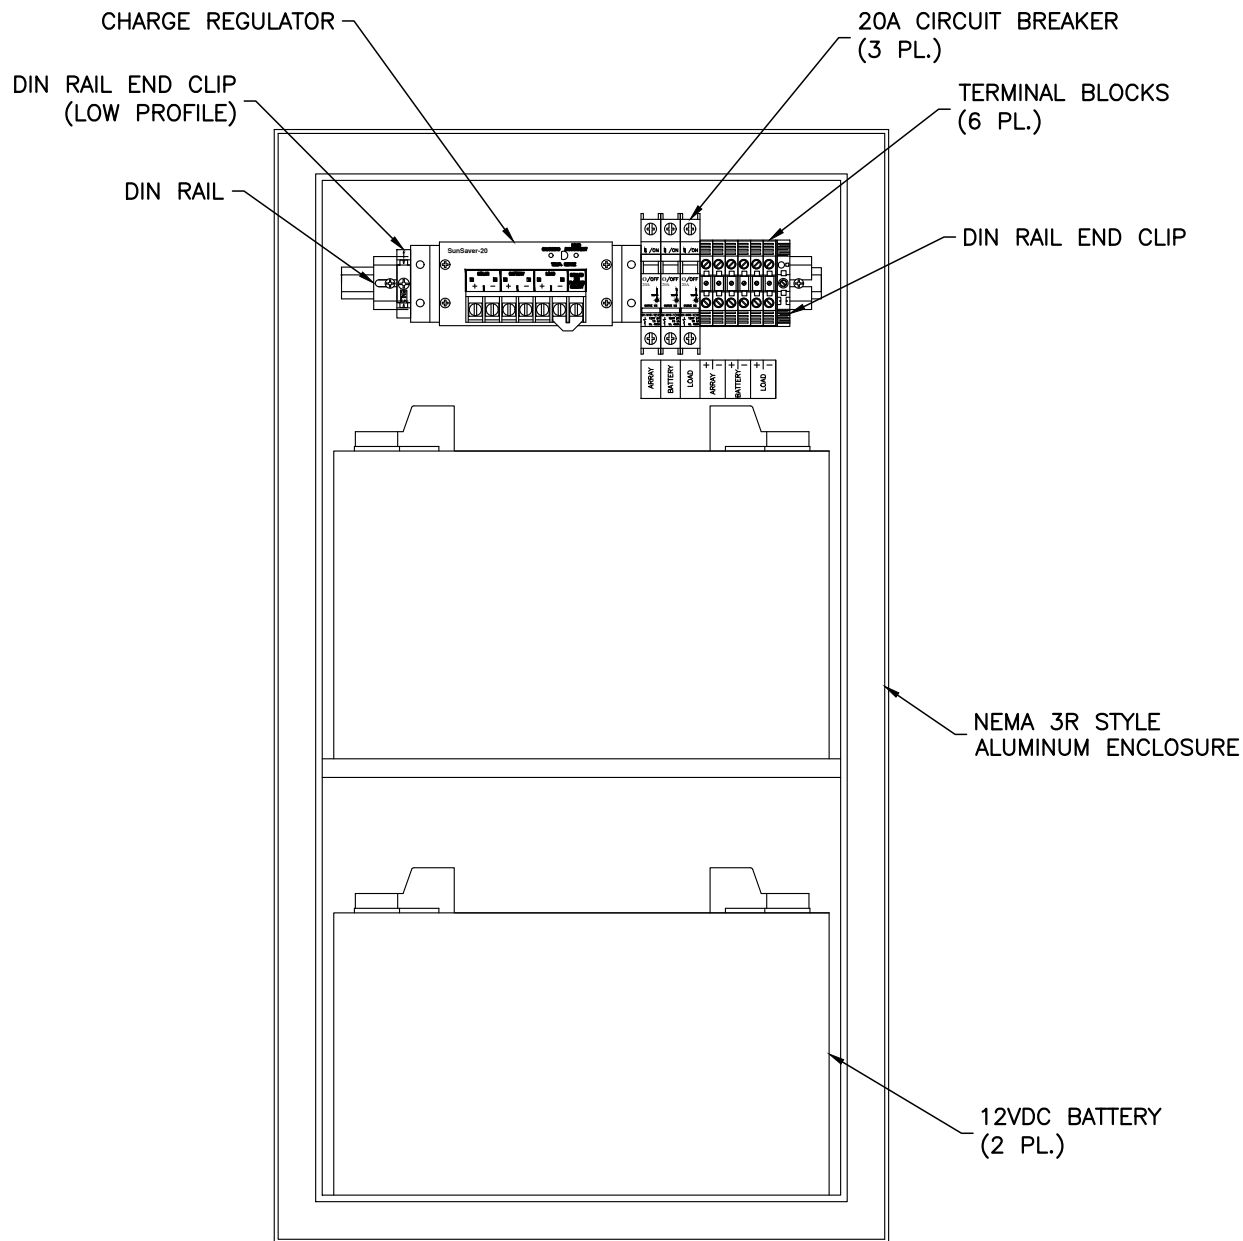 CHARGE REGULATOR
20A CIRCUIT BREAKER
(3 PL.)
DIN RAIL END CLIP
(LOW PROFILE)
TERMINAL BLOCKS
(6 PL.)
DIN RAIL
DIN RAIL END CLIP
SunSaver-20
ARRAY
BATTERY
LOAD
+ − + − + −
ARRAY
BATTERY
LOAD
NEMA 3R STYLE
ALUMINUM ENCLOSURE
12VDC BATTERY
(2 PL.)